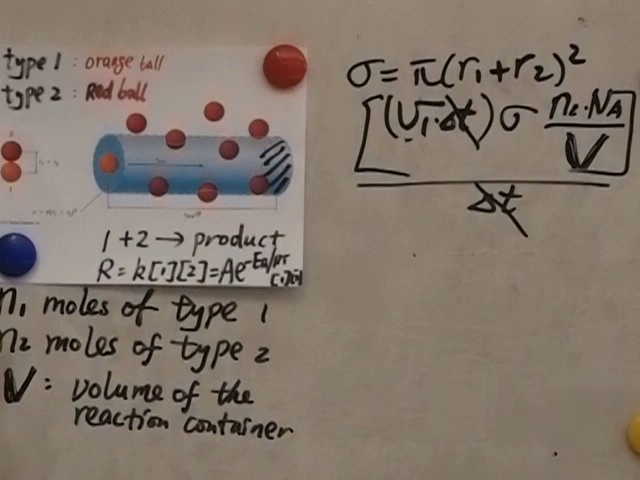 type 1 : orange ball
type 2 : Red ball
1 + 2 → product
R = k[1][2] = Ae^-Ea/RT [1][2]
n1 moles of type 1
n2 moles of type 2
V : volume of the
reaction container
σ = π(r1+r2)²
[(v1·Δt)σ n2·NA / V]
Δt